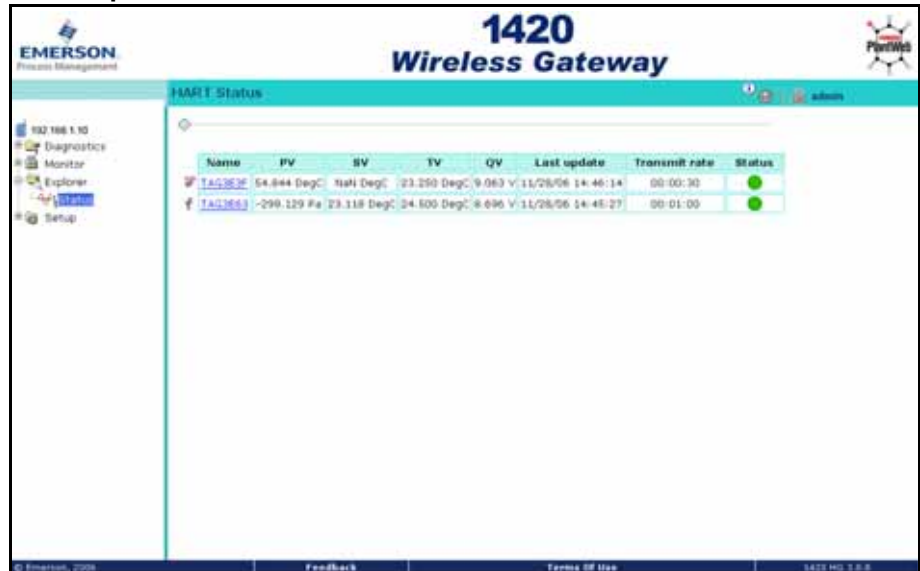 EMERSON
Process Management
1420
Wireless Gateway
PlantWeb
HART Status
admin
192.168.1.10
Diagnostics
Monitor
Explorer
Status
Setup
Name PV SV TV QV Last update Transmit rate Status
TAG3E3F 54.844 DegC NaN DegC 23.250 DegC 9.063 V 11/28/06 14:46:14 00:00:30
TAG3E63 -299.129 Pa 23.118 DegC 24.500 DegC 8.696 V 11/28/06 14:45:27 00:01:00
© Emerson, 2006 Feedback Terms Of Use